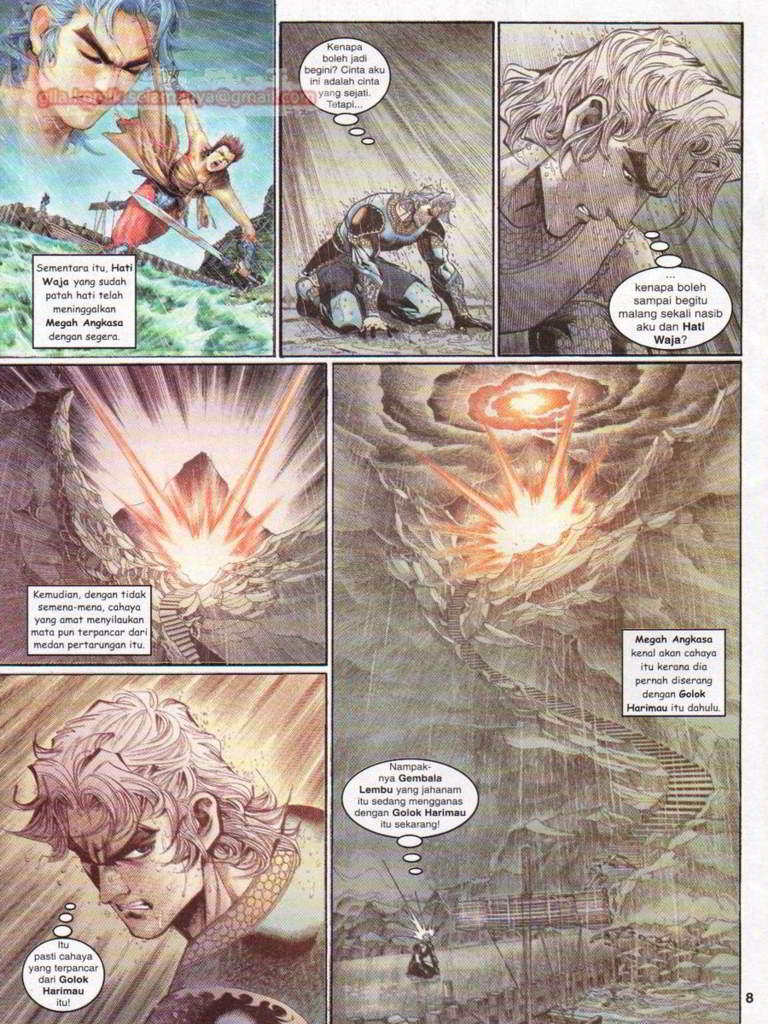 Sementara itu, Hati
Waja yang sudah
patah hati telah
meninggalkan
Megah Angkasa
dengan segera.
Kenapa
boleh jadi
begini? Cinta aku
ini adalah cinta
yang sejati.
Tetapi...
...
kenapa boleh
sampai begitu
malang sekali nasib
aku dan Hati
Waja?
Kemudian, dengan tidak
semena-mena, cahaya
yang amat menyilaukan
mata pun terpancar dari
medan pertarungan itu.
Megah Angkasa
kenal akan cahaya
itu kerana dia
pernah diserang
dengan Golok
Harimau itu dahulu.
Nampak-
nya Gembala
Lembu yang jahanam
itu sedang mengganas
dengan Golok Harimau
itu sekarang!
Itu
pasti cahaya
yang terpancar
dari Golok
Harimau
itu!
8